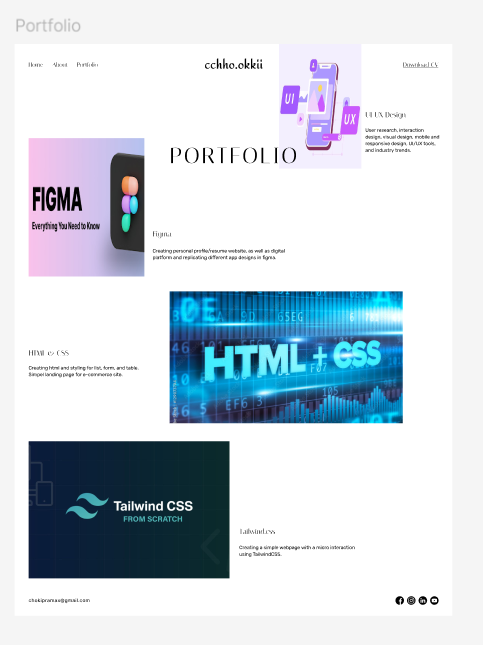 Portfolio
Home About Portfolio
cchho.okkii
Download CV
UI
UX
UI UX Design
User research, interaction
design, visual design, mobile and
responsive design, UI/UX tools,
and industry trends.
PORTFOLIO
FIGMA
Everything You Need to Know
Figma
Creating personal profile/resume website, as well as digital
platform and replicating different app designs in figma.
HTML + CSS
HTML & CSS
Creating html and styling for list, form, and table.
Simpel landing page for e-commerce site.
Tailwind CSS
FROM SCRATCH
Tailwind.css
Creating a simple webpage with a micro interaction
using TailwindCSS.
chokipramax@gmail.com